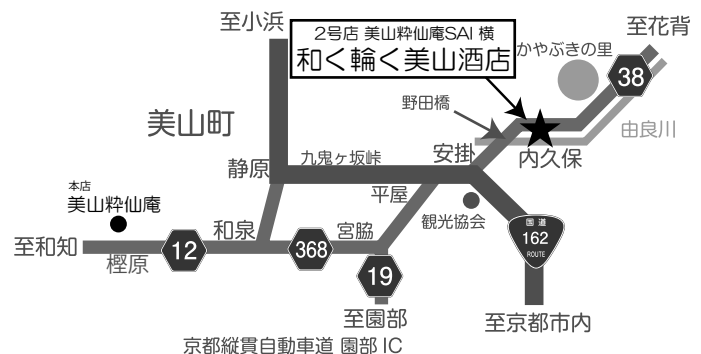 至小浜
2号店 美山粋仙庵SAI 横
和く輪く美山酒店
至花背
かやぶきの里
38
野田橋
美山町
由良川
九鬼ヶ坂峠
安掛
内久保
静原
本店
美山粋仙庵
平屋
観光協会
国道
162
ROUTE
和泉
宮脇
至和知
12
368
樫原
19
至園部
至京都市内
京都縦貫自動車道 園部 IC